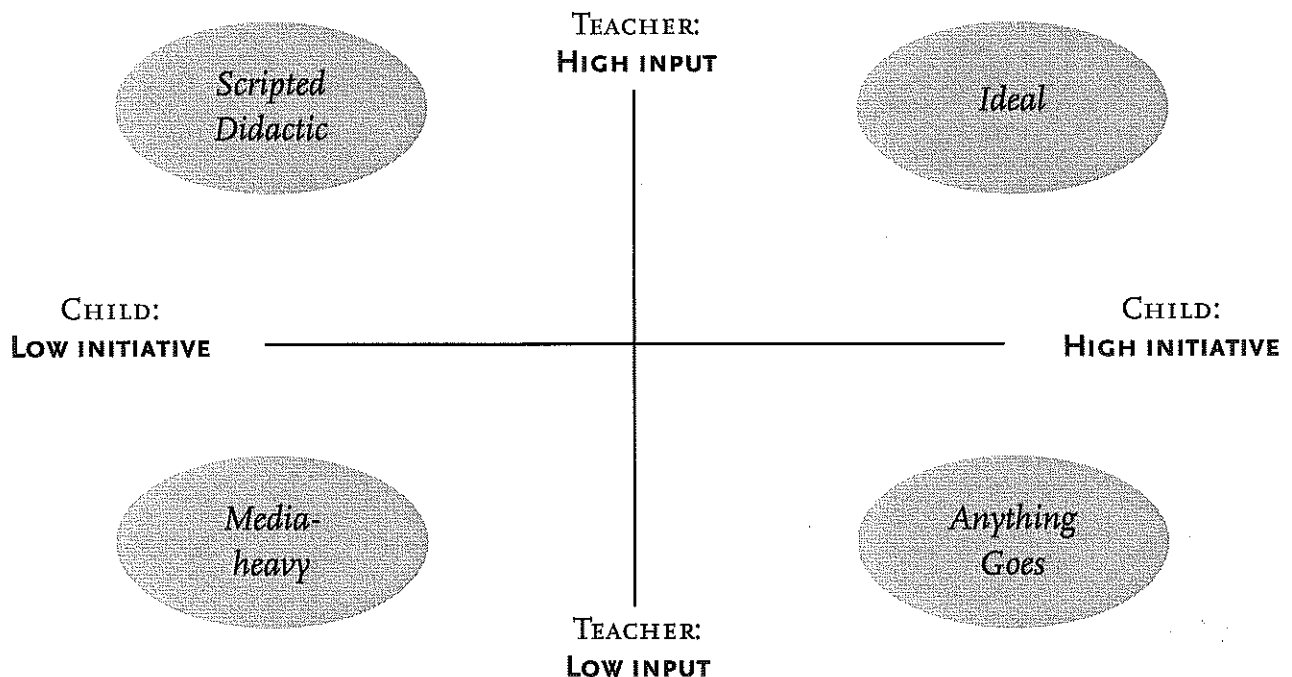 TEACHER:
HIGH INPUT
Scripted
Didactic
Ideal
CHILD:
LOW INITIATIVE
CHILD:
HIGH INITIATIVE
Media-
heavy
Anything
Goes
TEACHER:
LOW INPUT